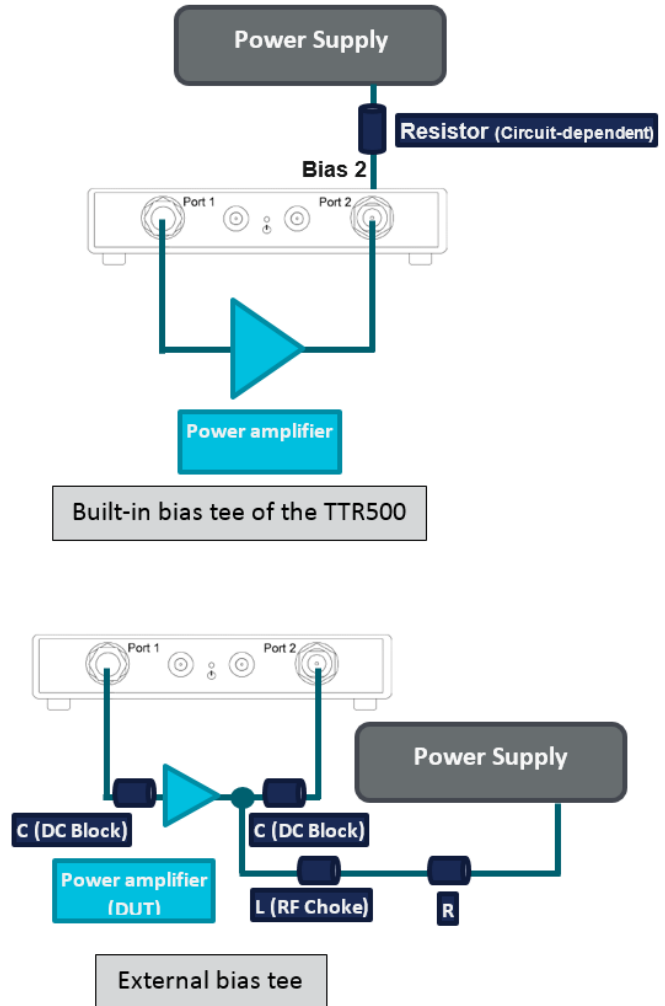 Power Supply
Resistor (Circuit-dependent)
Bias 2
Port 1
Port 2
Power amplifier
Built-in bias tee of the TTR500
Port 1
Port 2
Power Supply
C (DC Block)
C (DC Block)
Power amplifier
(DUT)
L (RF Choke)
R
External bias tee